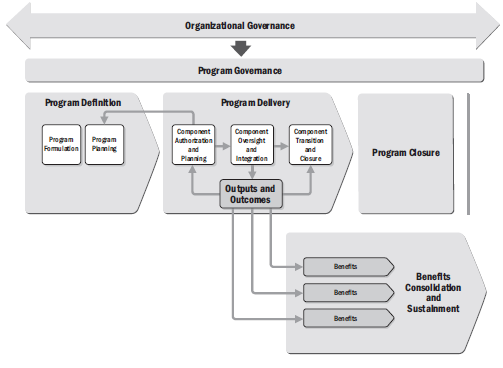 Organizational Governance
Program Governance
Program Definition
Program
Formulation
Program
Planning
Program Delivery
Component
Authorization
and
Planning
Component
Oversight
and
Integration
Component
Transition
and
Closure
Outputs and
Outcomes
Program Closure
Benefits
Benefits
Benefits
Benefits
Consolidation
and
Sustainment